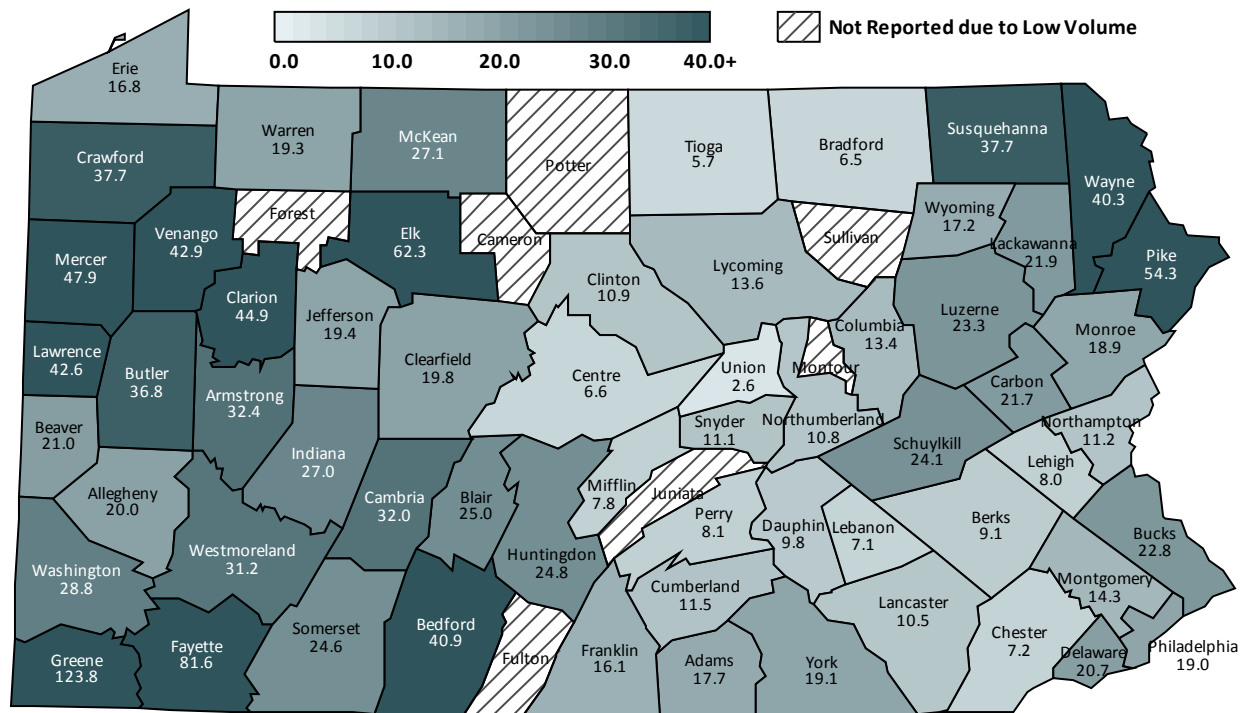 Not Reported due to Low Volume
0.0 10.0 20.0 30.0 40.0+
Erie
16.8
Warren
19.3
McKean
27.1
Potter
Tioga
5.7
Bradford
6.5
Susquehanna
37.7
Wayne
40.3
Crawford
37.7
Forest
Venango
42.9
Elk
62.3
Cameron
Sullivan
Wyoming
17.2
Lackawanna
21.9
Pike
54.3
Mercer
47.9
Clarion
44.9
Jefferson
19.4
Clinton
10.9
Lycoming
13.6
Columbia
13.4
Luzerne
23.3
Monroe
18.9
Lawrence
42.6
Butler
36.8
Armstrong
32.4
Clearfield
19.8
Centre
6.6
Union
2.6
Montour
Carbon
21.7
Northampton
11.2
Beaver
21.0
Indiana
27.0
Snyder
11.1
Northumberland
10.8
Schuylkill
24.1
Lehigh
8.0
Allegheny
20.0
Cambria
32.0
Blair
25.0
Mifflin
7.8
Juniata
Perry
8.1
Dauphin
9.8
Lebanon
7.1
Berks
9.1
Bucks
22.8
Washington
28.8
Westmoreland
31.2
Huntingdon
24.8
Cumberland
11.5
Lancaster
10.5
Montgomery
14.3
Greene
123.8
Fayette
81.6
Somerset
24.6
Bedford
40.9
Fulton
Franklin
16.1
Adams
17.7
York
19.1
Chester
7.2
Delaware
20.7
Philadelphia
19.0